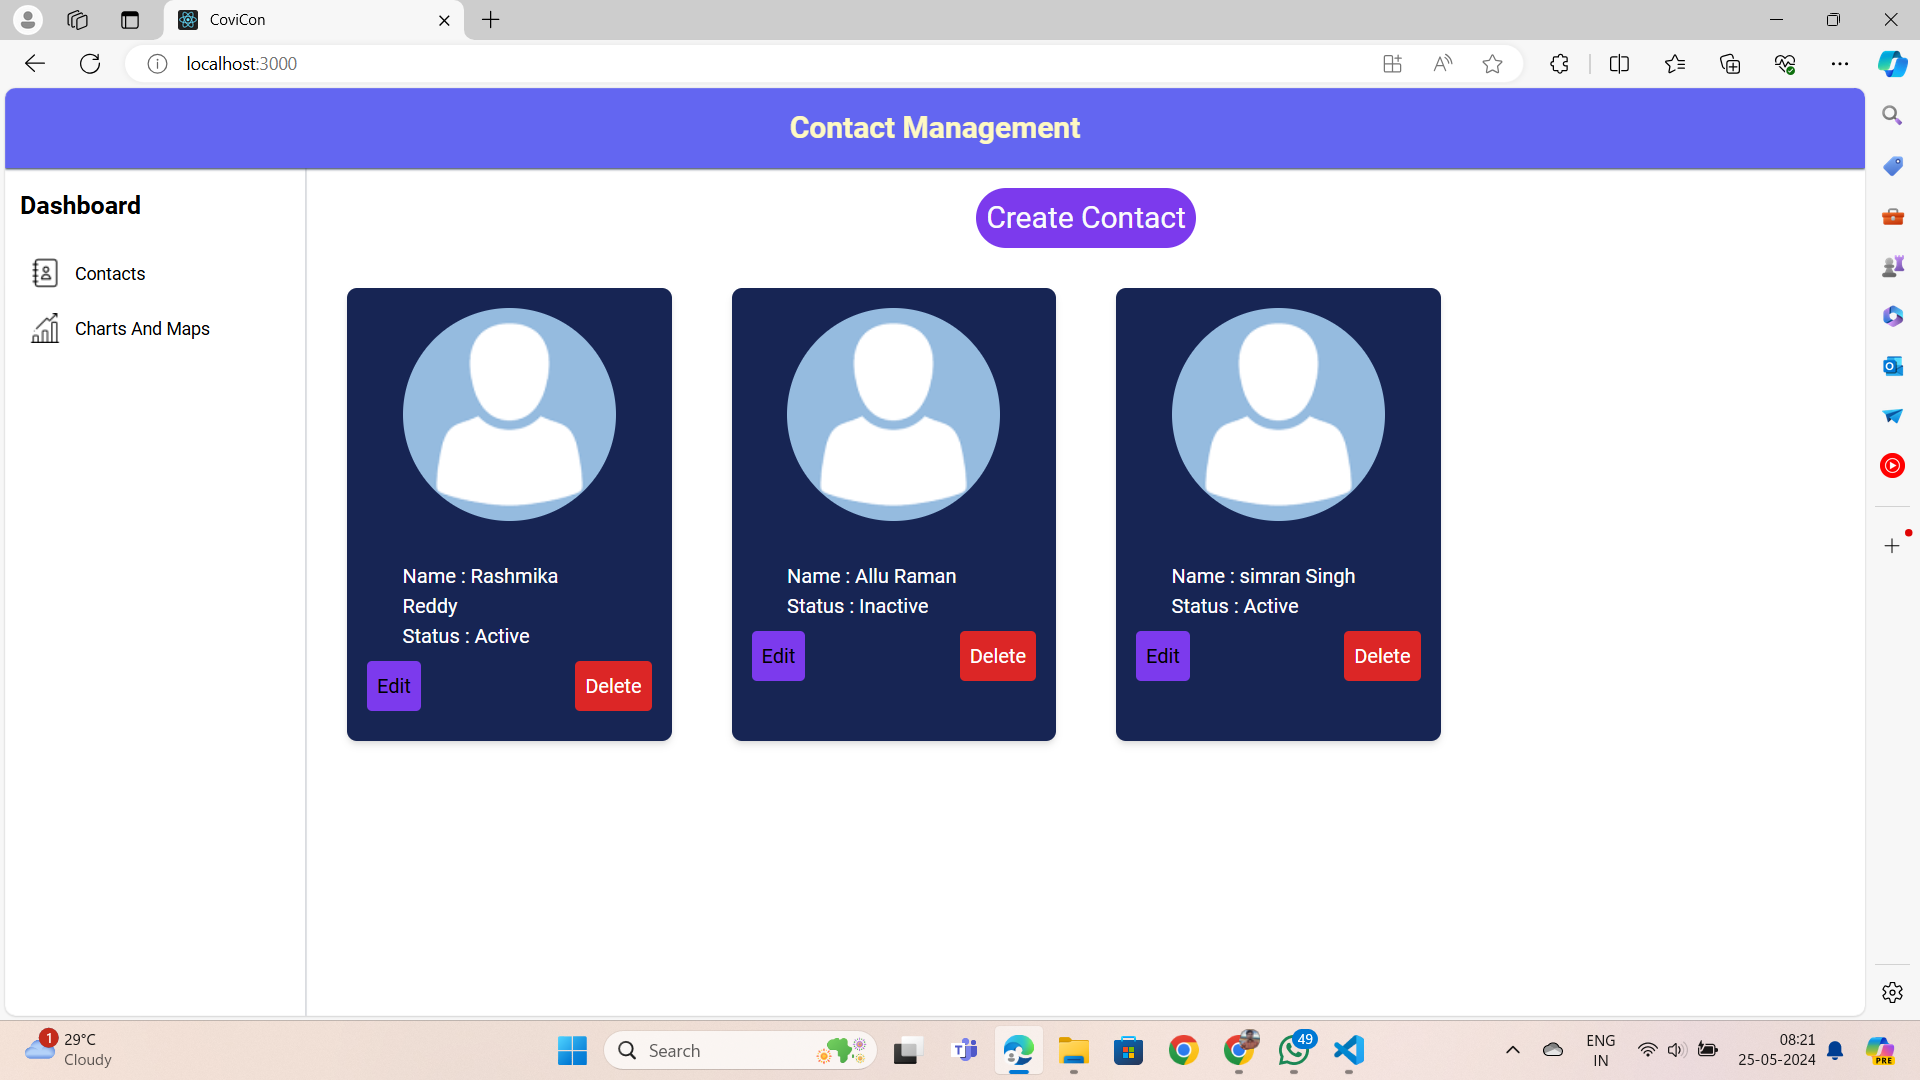 CoviCon
localhost:3000
Contact Management
Dashboard
Contacts
Charts And Maps
Create Contact
Name : Rashmika
Reddy
Status : Active
Edit
Delete
Name : Allu Raman
Status : Inactive
Edit
Delete
Name : simran Singh
Status : Active
Edit
Delete
1
29°C
Cloudy
Search
49
ENG
IN
08:21
25-05-2024
PRE